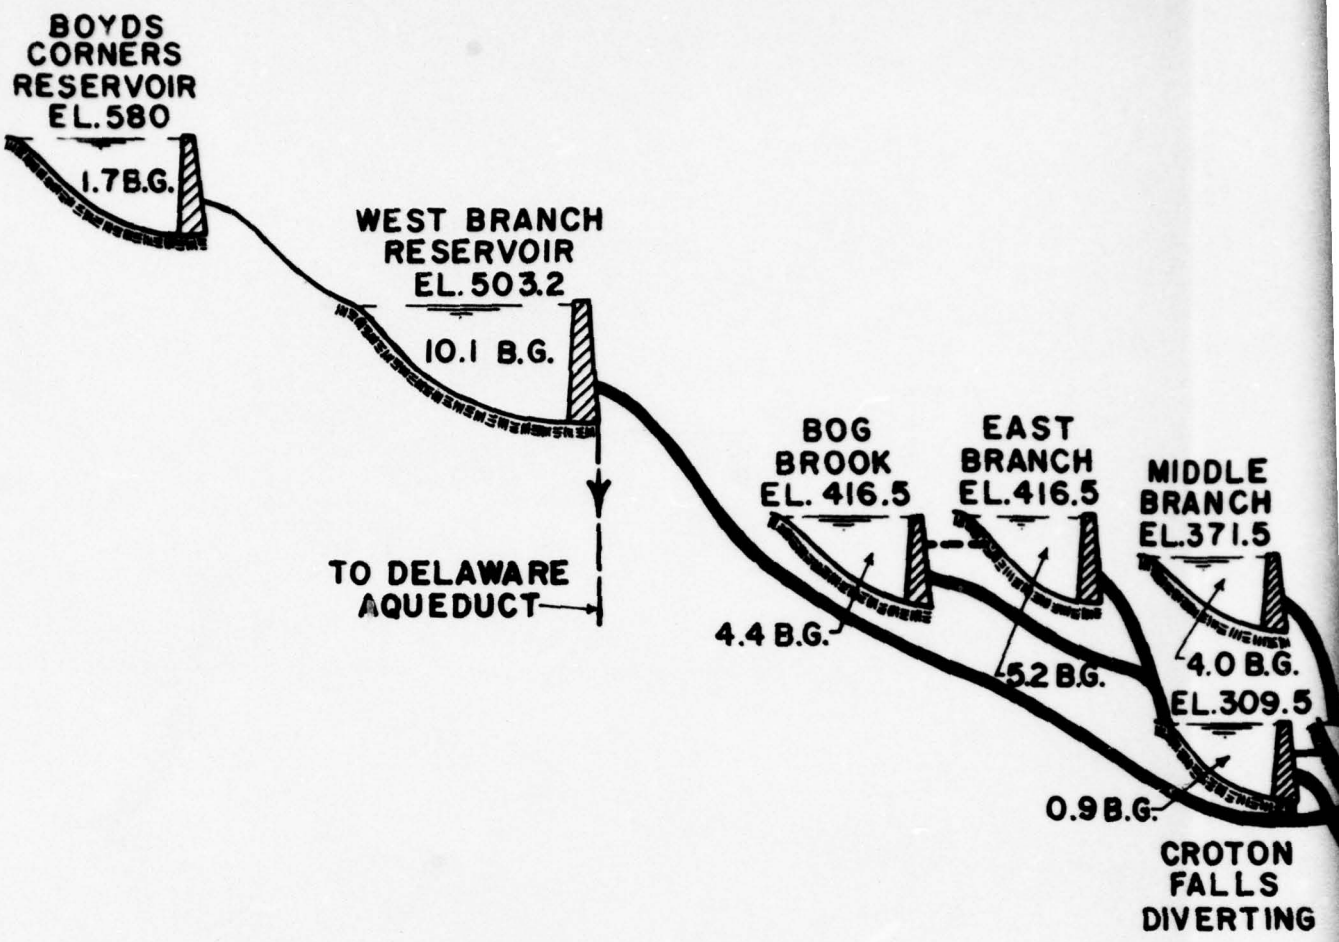 BOYDS
CORNERS
RESERVOIR
EL.580
1.7 B.G.
WEST BRANCH
RESERVOIR
EL.503.2
10.1 B.G.
TO DELAWARE
AQUEDUCT
BOG
BROOK
EL. 416.5
4.4 B.G.
EAST
BRANCH
EL.416.5
5.2 B.G.
MIDDLE
BRANCH
EL.371.5
4.0 B.G.
EL.309.5
0.9 B.G.
CROTON
FALLS
DIVERTING